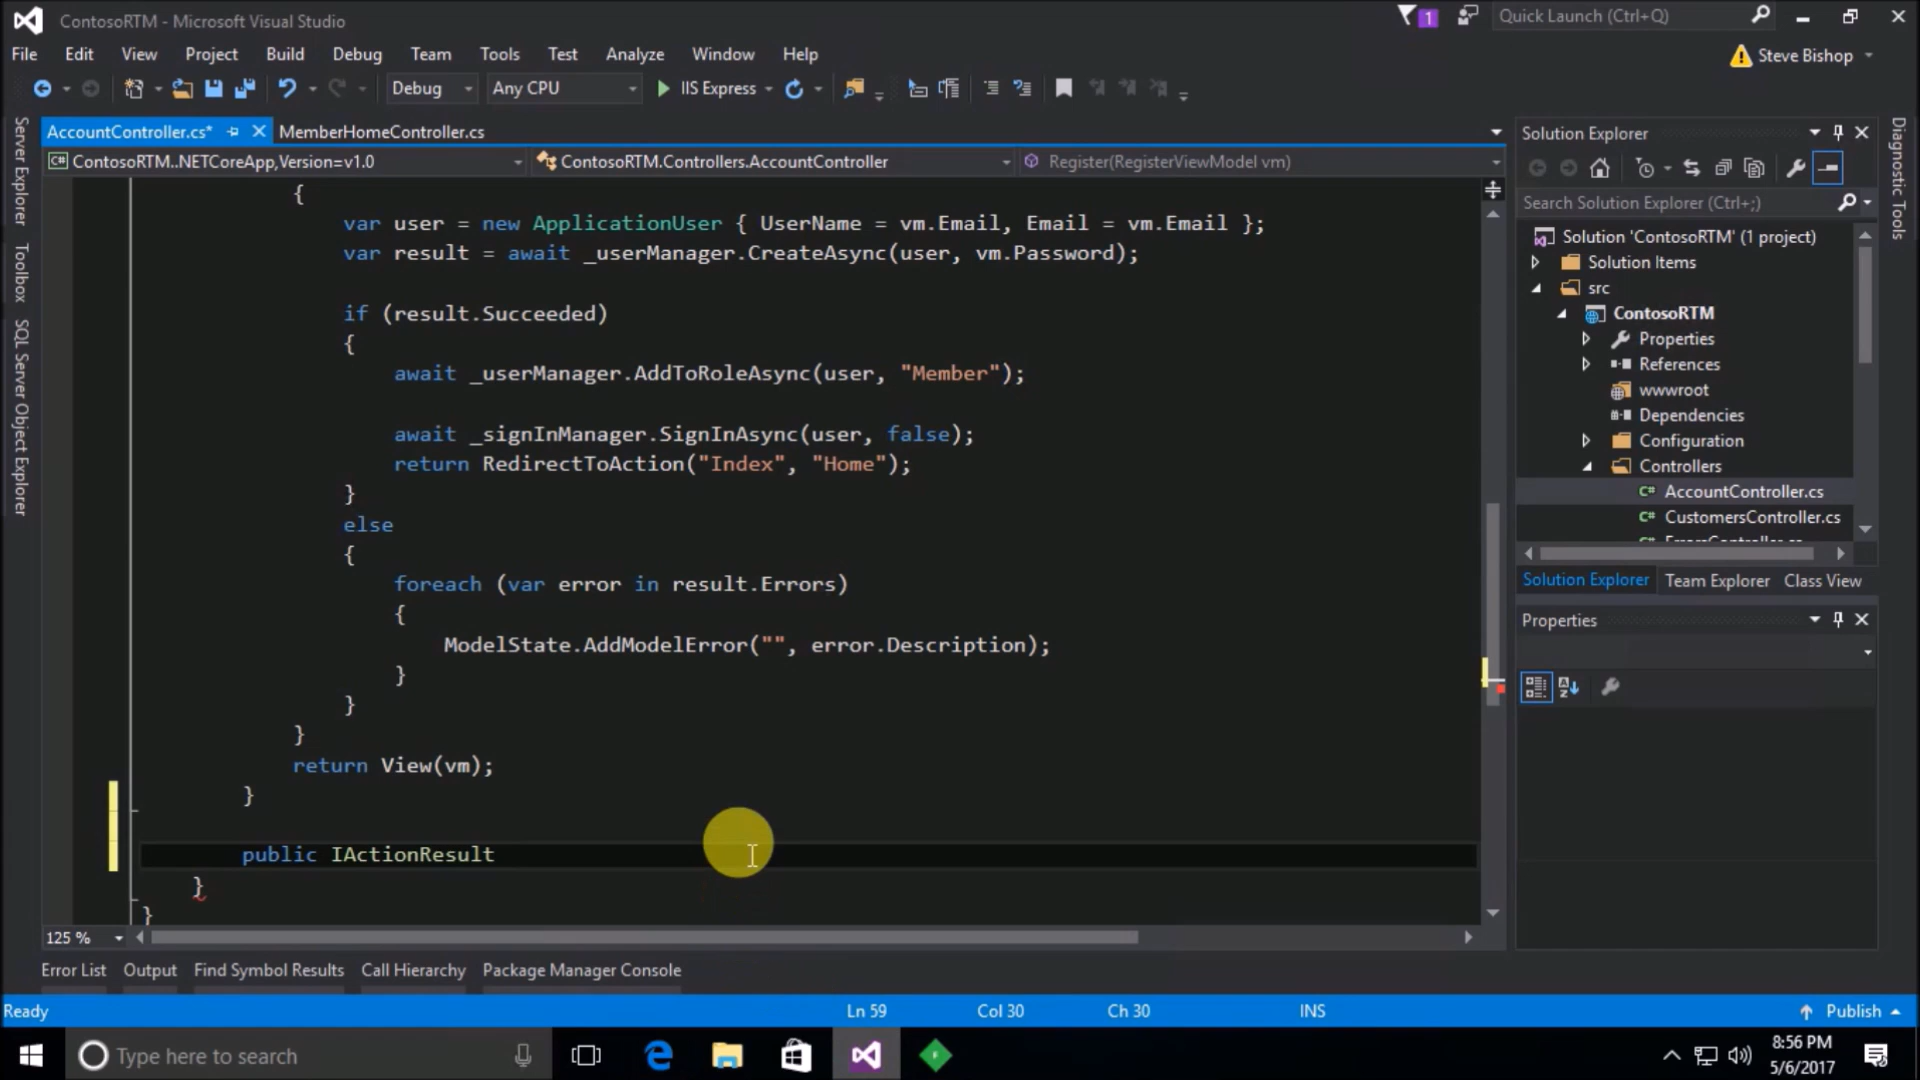 ContosoRTM - Microsoft Visual Studio
1
Quick Launch (Ctrl+Q)
File Edit View Project Build Debug Team Tools Test Analyze Window Help
Steve Bishop
Debug Any CPU IIS Express
AccountController.cs* MemberHomeController.cs
ContosoRTM..NETCoreApp,Version=v1.0 ContosoRTM.Controllers.AccountController Register(RegisterViewModel vm)
Server Explorer
Toolbox
SQL Server Object Explorer
{
var user = new ApplicationUser { UserName = vm.Email, Email = vm.Email };
var result = await _userManager.CreateAsync(user, vm.Password);
if (result.Succeeded)
{
await _userManager.AddToRoleAsync(user, "Member");
await _signInManager.SignInAsync(user, false);
return RedirectToAction("Index", "Home");
}
else
{
foreach (var error in result.Errors)
{
ModelState.AddModelError("", error.Description);
}
}
}
return View(vm);
}
public IActionResult
}
}
125 %
Solution Explorer
Search Solution Explorer (Ctrl+;)
Solution 'ContosoRTM' (1 project)
Solution Items
src
ContosoRTM
Properties
References
wwwroot
Dependencies
Configuration
Controllers
C# AccountController.cs
C# CustomersController.cs
C# ErrorsController.cs
Solution Explorer Team Explorer Class View
Properties
Diagnostic Tools
Error List Output Find Symbol Results Call Hierarchy Package Manager Console
Ready Ln 59 Col 30 Ch 30 INS Publish
Type here to search
8:56 PM
5/6/2017